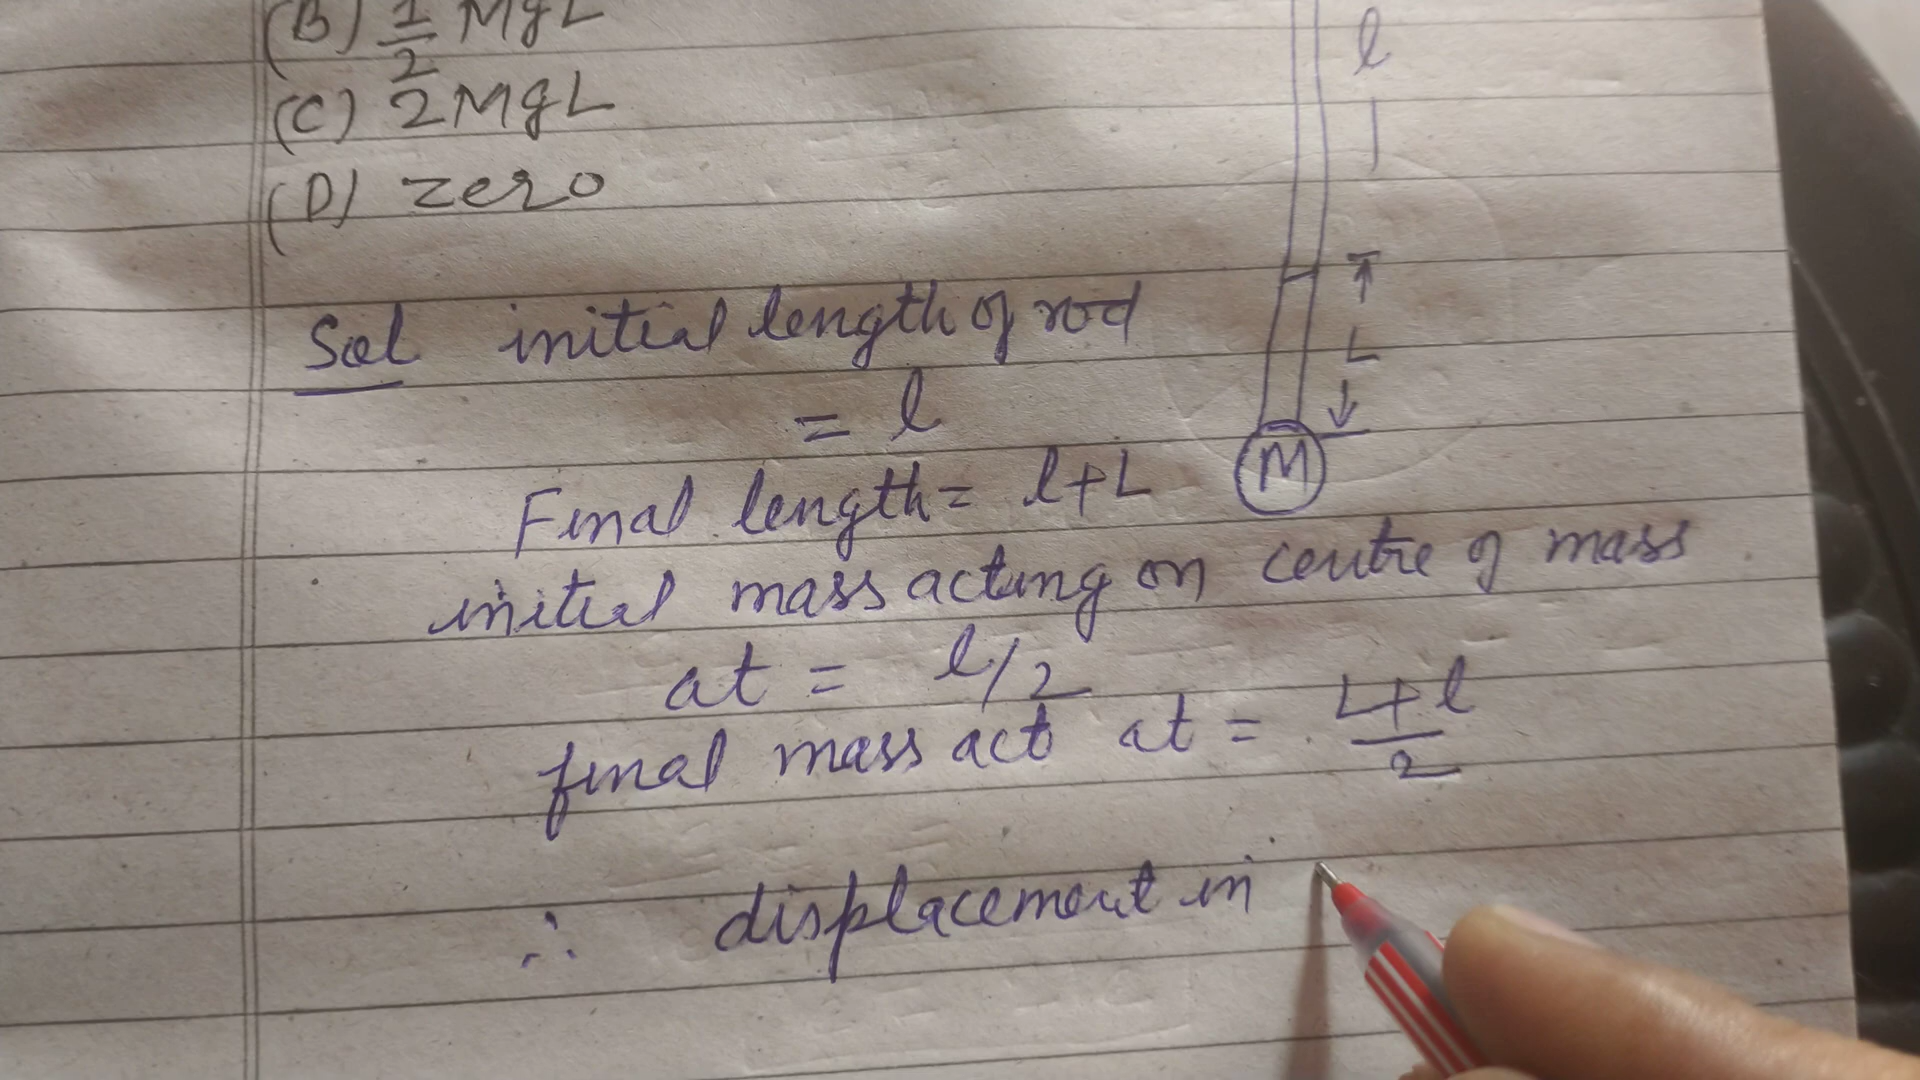 (B) 1/2 MgL
(C) 2MgL
(D) zero
l
L
M
Sol initial length of rod
= l
Final length = l+L
initial mass acting on centre of mass
at = l/2
final mass act at = L+l/2
∴ displacement in